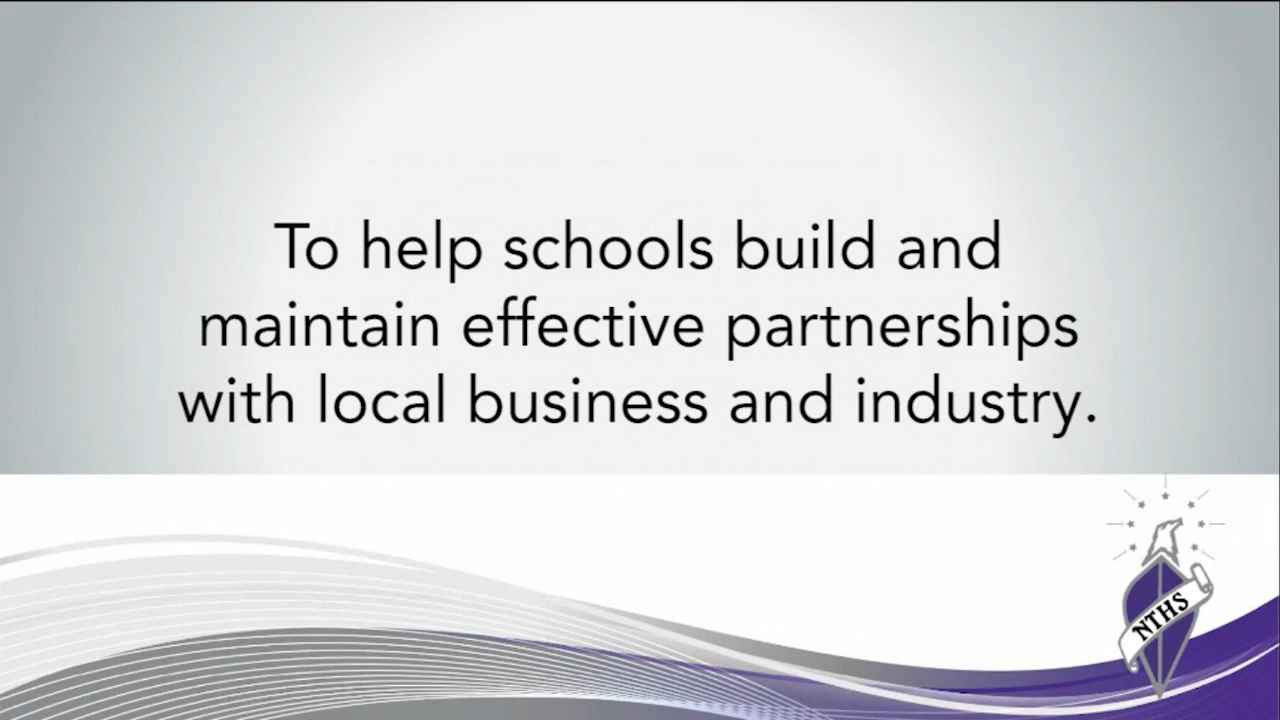 To help schools build and
maintain effective partnerships
with local business and industry.
NTHS